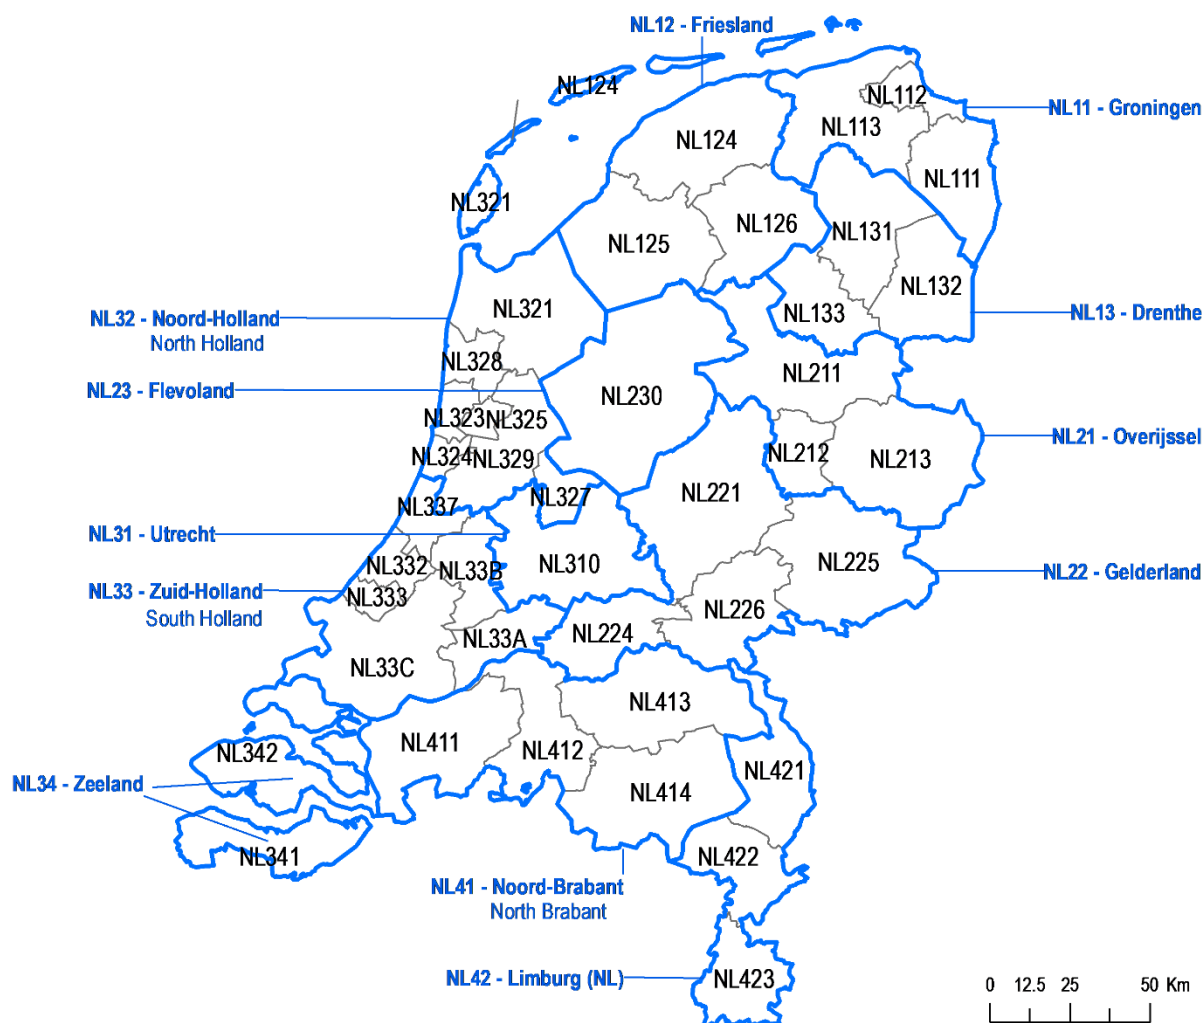 NL12 - Friesland
NL124
NL112
NL11 - Groningen
NL113
NL124
NL111
NL321
NL126
NL131
NL125
NL132
NL321
NL133
NL13 - Drenthe
NL32 - Noord-Holland
North Holland
NL328
NL211
NL23 - Flevoland
NL230
NL323
NL325
NL21 - Overijssel
NL324
NL329
NL212
NL213
NL221
NL327
NL337
NL31 - Utrecht
NL332
NL33B
NL310
NL225
NL22 - Gelderland
NL33 - Zuid-Holland
NL333
South Holland
NL226
NL33A
NL224
NL33C
NL413
NL411
NL412
NL342
NL421
NL34 - Zeeland
NL414
NL341
NL422
NL41 - Noord-Brabant
North Brabant
NL42 - Limburg (NL)
NL423
0 12.5 25 50 Km